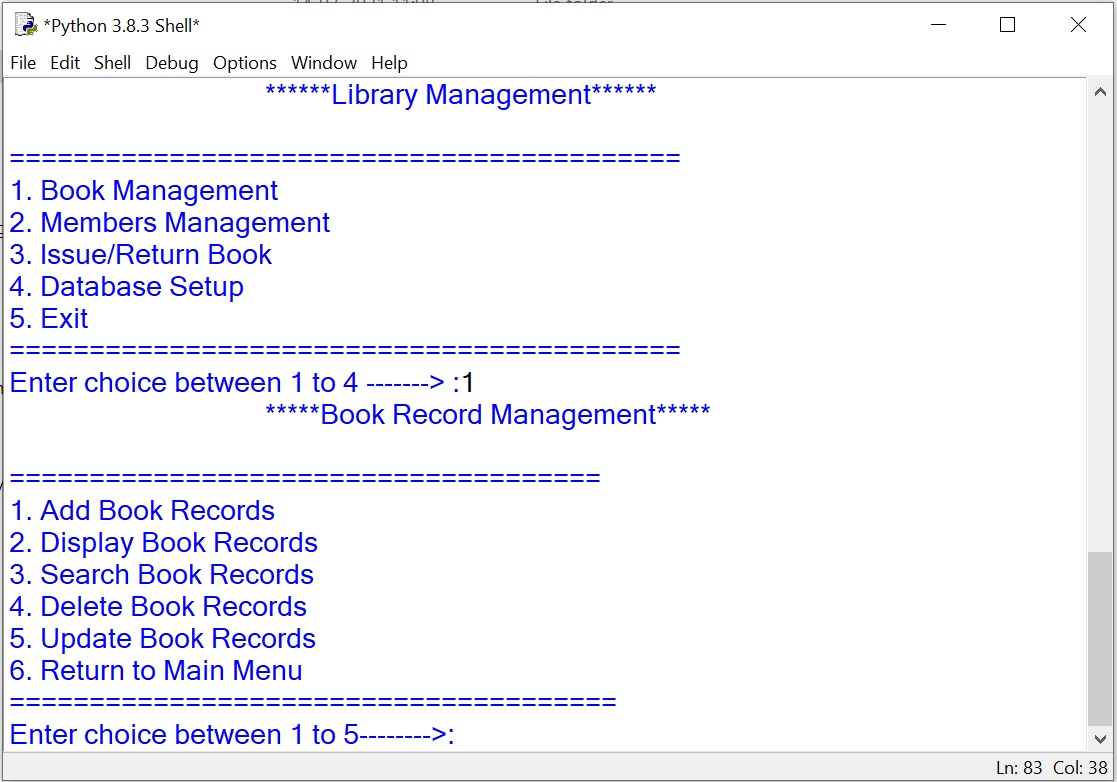 *Python 3.8.3 Shell*
File Edit Shell Debug Options Window Help
******Library Management******
==========================================
1. Book Management
2. Members Management
3. Issue/Return Book
4. Database Setup
5. Exit
==========================================
Enter choice between 1 to 4 -------> :1
*****Book Record Management*****
=====================================
1. Add Book Records
2. Display Book Records
3. Search Book Records
4. Delete Book Records
5. Update Book Records
6. Return to Main Menu
======================================
Enter choice between 1 to 5-------->:
Ln: 83 Col: 38